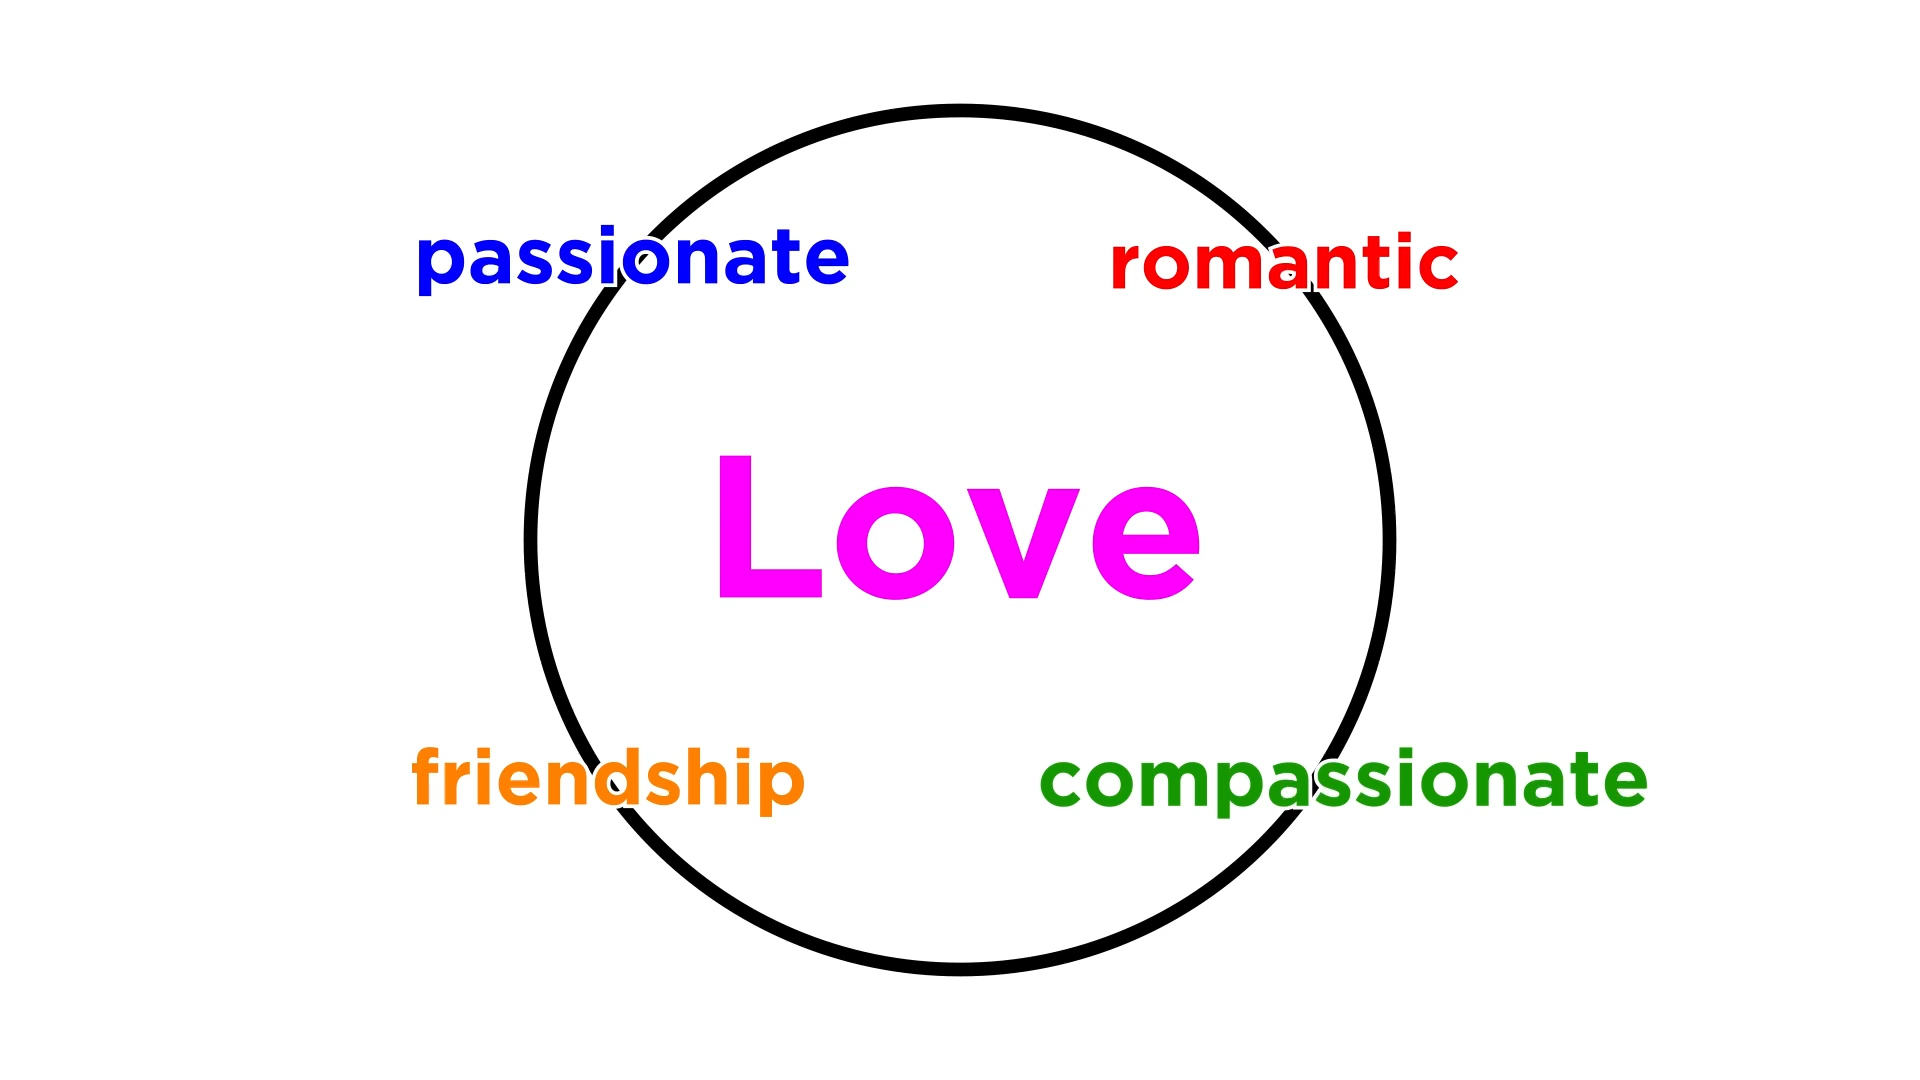 passionate
romantic
Love
friendship
compassionate